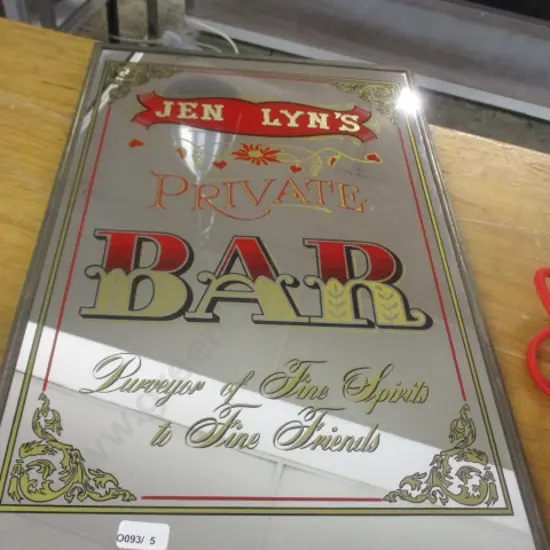 JEN LYN'S
PRIVATE
BAR
Purveyor of Fine Spirits
to Fine Friends
O093/ 5